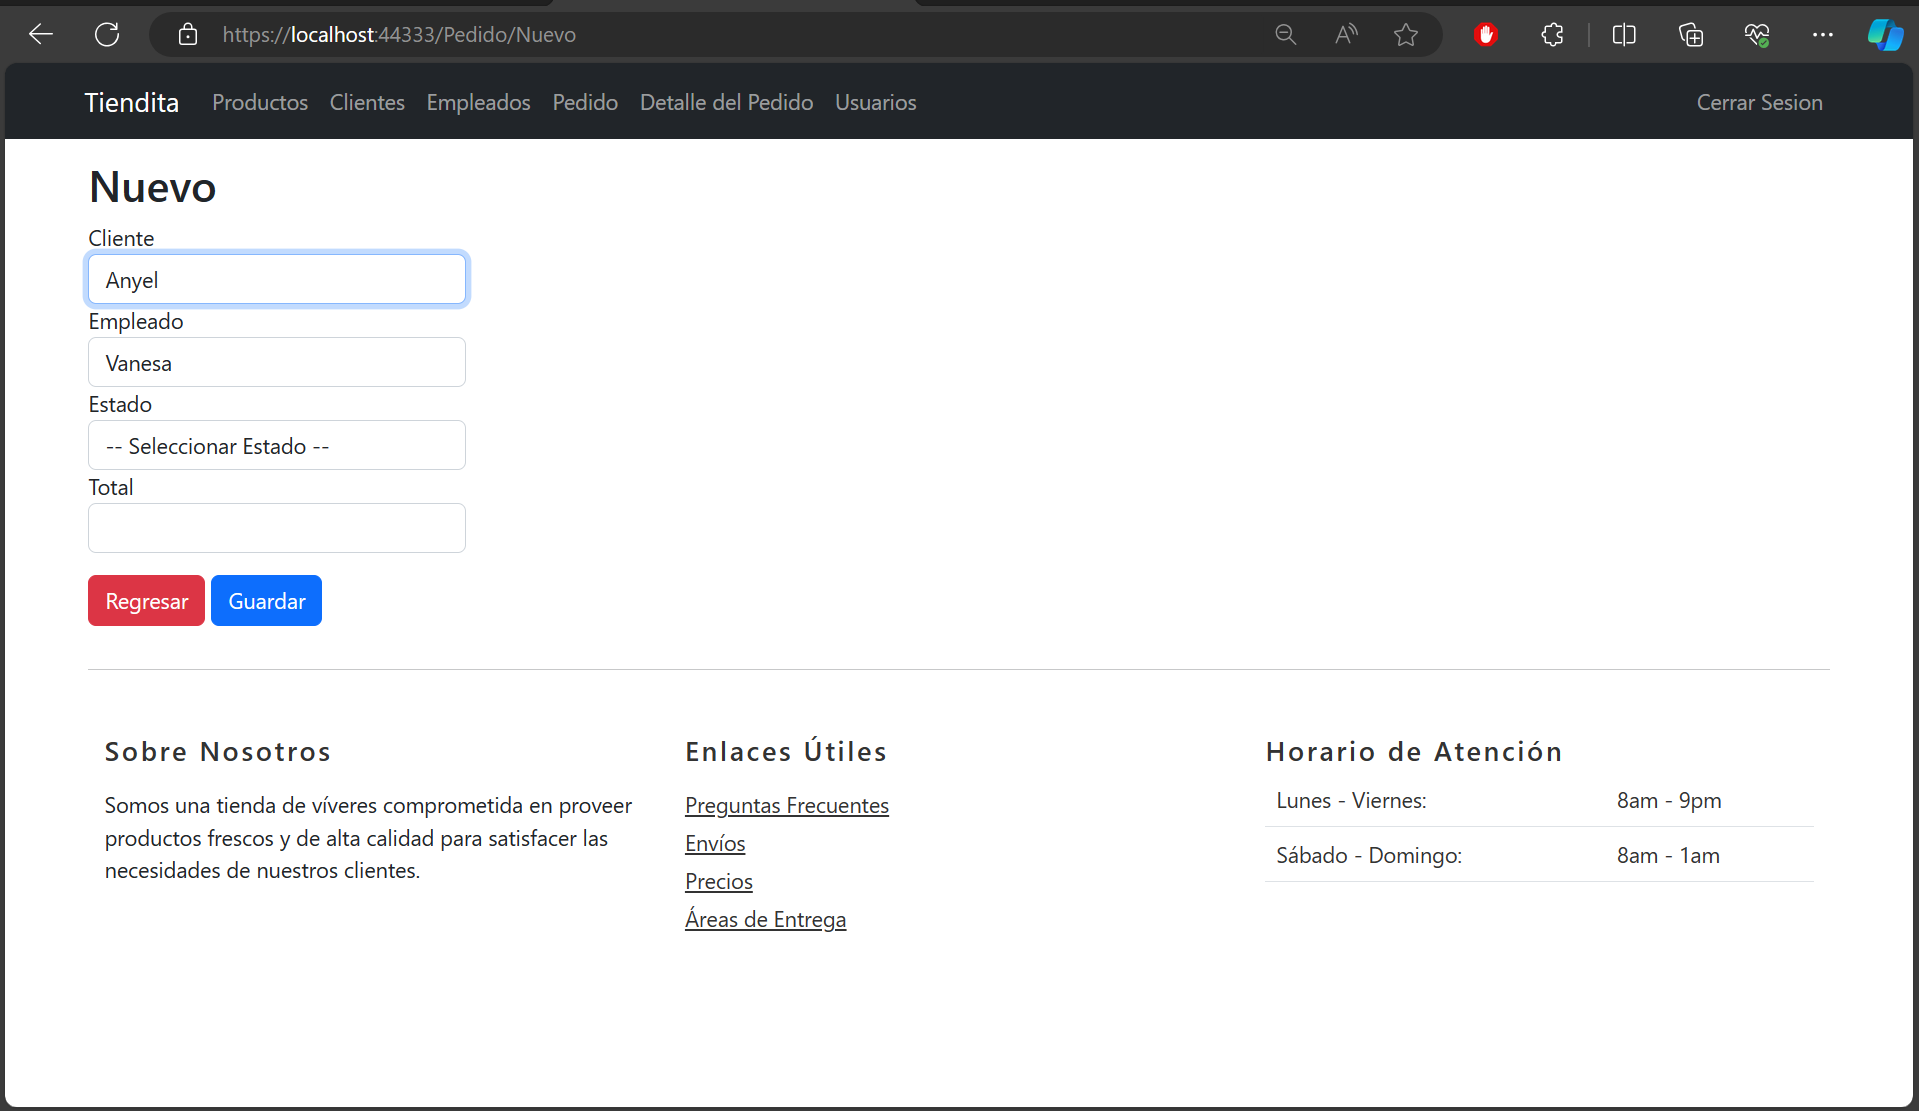 https://localhost:44333/Pedido/Nuevo
Tiendita Productos Clientes Empleados Pedido Detalle del Pedido Usuarios Cerrar Sesion
Nuevo
Cliente
Anyel
Empleado
Vanesa
Estado
-- Seleccionar Estado --
Total
Regresar Guardar
Sobre Nosotros
Somos una tienda de víveres comprometida en proveer
productos frescos y de alta calidad para satisfacer las
necesidades de nuestros clientes.
Enlaces Útiles
Preguntas Frecuentes
Envíos
Precios
Áreas de Entrega
Horario de Atención
Lunes - Viernes: 8am - 9pm
Sábado - Domingo: 8am - 1am